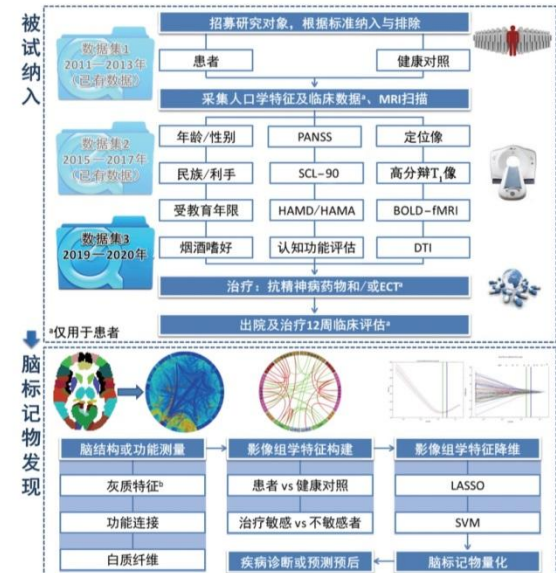 被试纳入
招募研究对象，根据标准纳入与排除
数据集1
2011—2013年
（已有数据）
患者
健康对照
采集人口学特征及临床数据ᵃ、MRI扫描
数据集2
2015—2017年
（已有数据）
年龄/性别
PANSS
定位像
民族/利手
SCL-90
高分辩T₁像
数据集3
2019—2020年
受教育年限
HAMD/HAMA
BOLD-fMRI
烟酒嗜好
认知功能评估
DTI
治疗：抗精神病药物和/或ECTᵃ
出院及治疗12周临床评估ᵃ
ᵃ仅用于患者
脑标记物发现
脑结构或功能测量
影像组学特征构建
影像组学特征降维
灰质特征ᵇ
患者 vs 健康对照
LASSO
功能连接
治疗敏感 vs 不敏感者
SVM
白质纤维
疾病诊断或预测预后
脑标记物量化